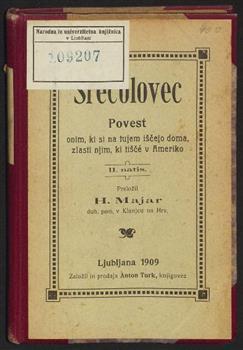 Narodna in univerzitetna knjižnica
v Ljubljani
109207
Srečolovec
Povest
onim, ki si na tujem iščejo doma,
zlasti njim, ki tišče v Ameriko
II. natis.
Preložil
H. Majar
duh. pom. v Klanjcu na Hrv.
Ljubljana 1909
Založil in prodaja Anton Turk, knjigovez